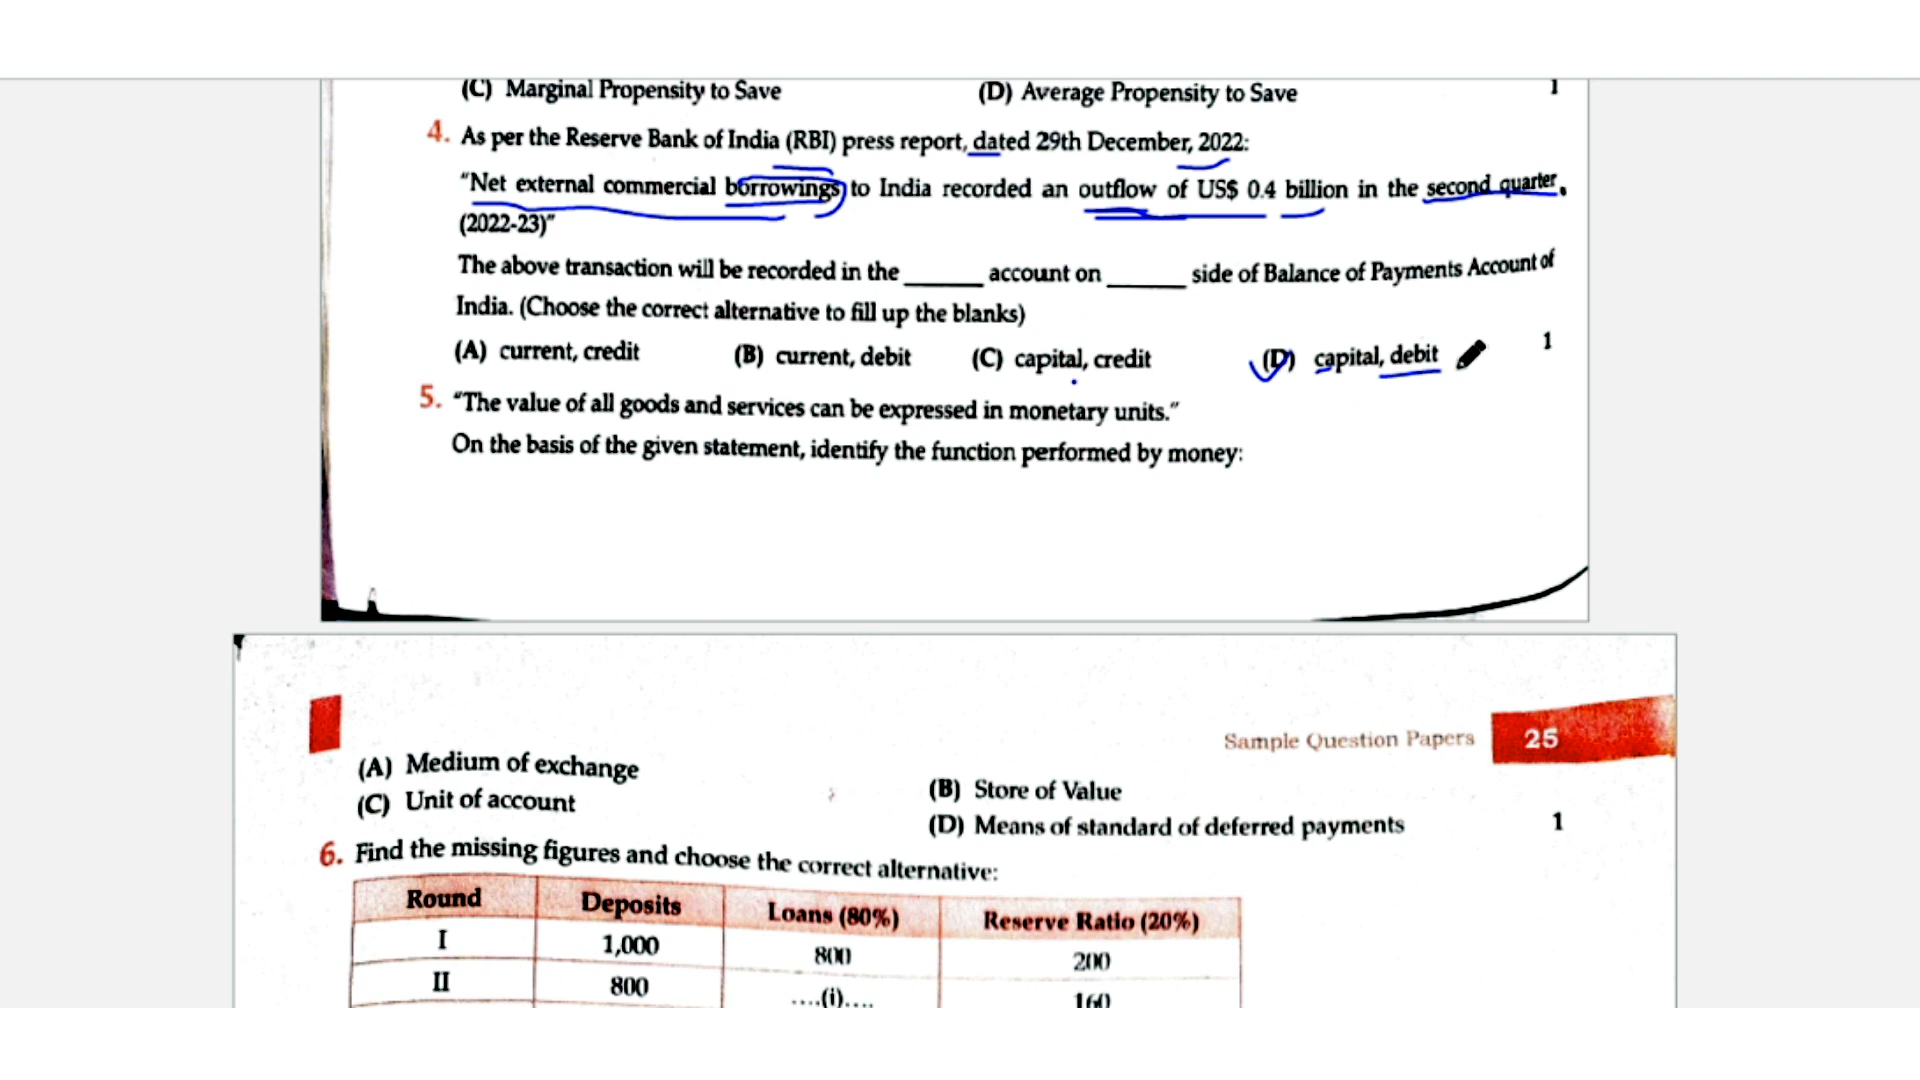 (C) Marginal Propensity to Save (D) Average Propensity to Save 1
4. As per the Reserve Bank of India (RBI) press report, dated 29th December, 2022:
"Net external commercial borrowings to India recorded an outflow of US$ 0.4 billion in the second quarter,
(2022-23)"
The above transaction will be recorded in the ______ account on ______ side of Balance of Payments Account of
India. (Choose the correct alternative to fill up the blanks)
(A) current, credit (B) current, debit (C) capital, credit (D) capital, debit 1
5. "The value of all goods and services can be expressed in monetary units."
On the basis of the given statement, identify the function performed by money:
Sample Question Papers 25
(A) Medium of exchange (B) Store of Value
(C) Unit of account (D) Means of standard of deferred payments 1
6. Find the missing figures and choose the correct alternative:
Round Deposits Loans (80%) Reserve Ratio (20%)
I 1,000 800 200
II 800 ....(i).... 160